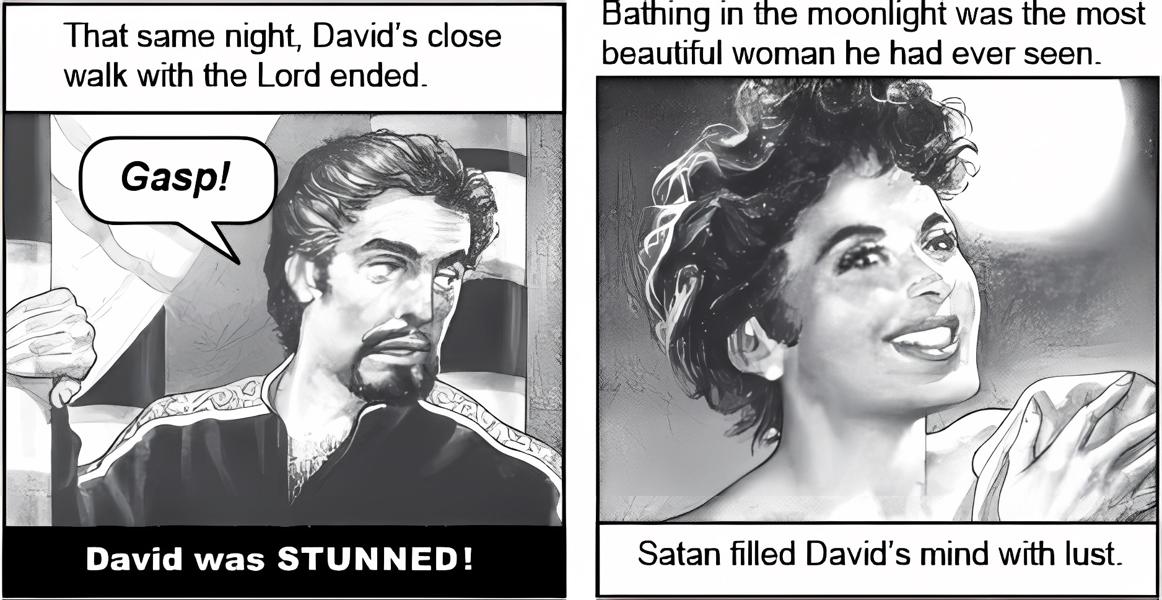 That same night, David's close
walk with the Lord ended.
Gasp!
David was STUNNED!
Bathing in the moonlight was the most
beautiful woman he had ever seen.
Satan filled David's mind with lust.